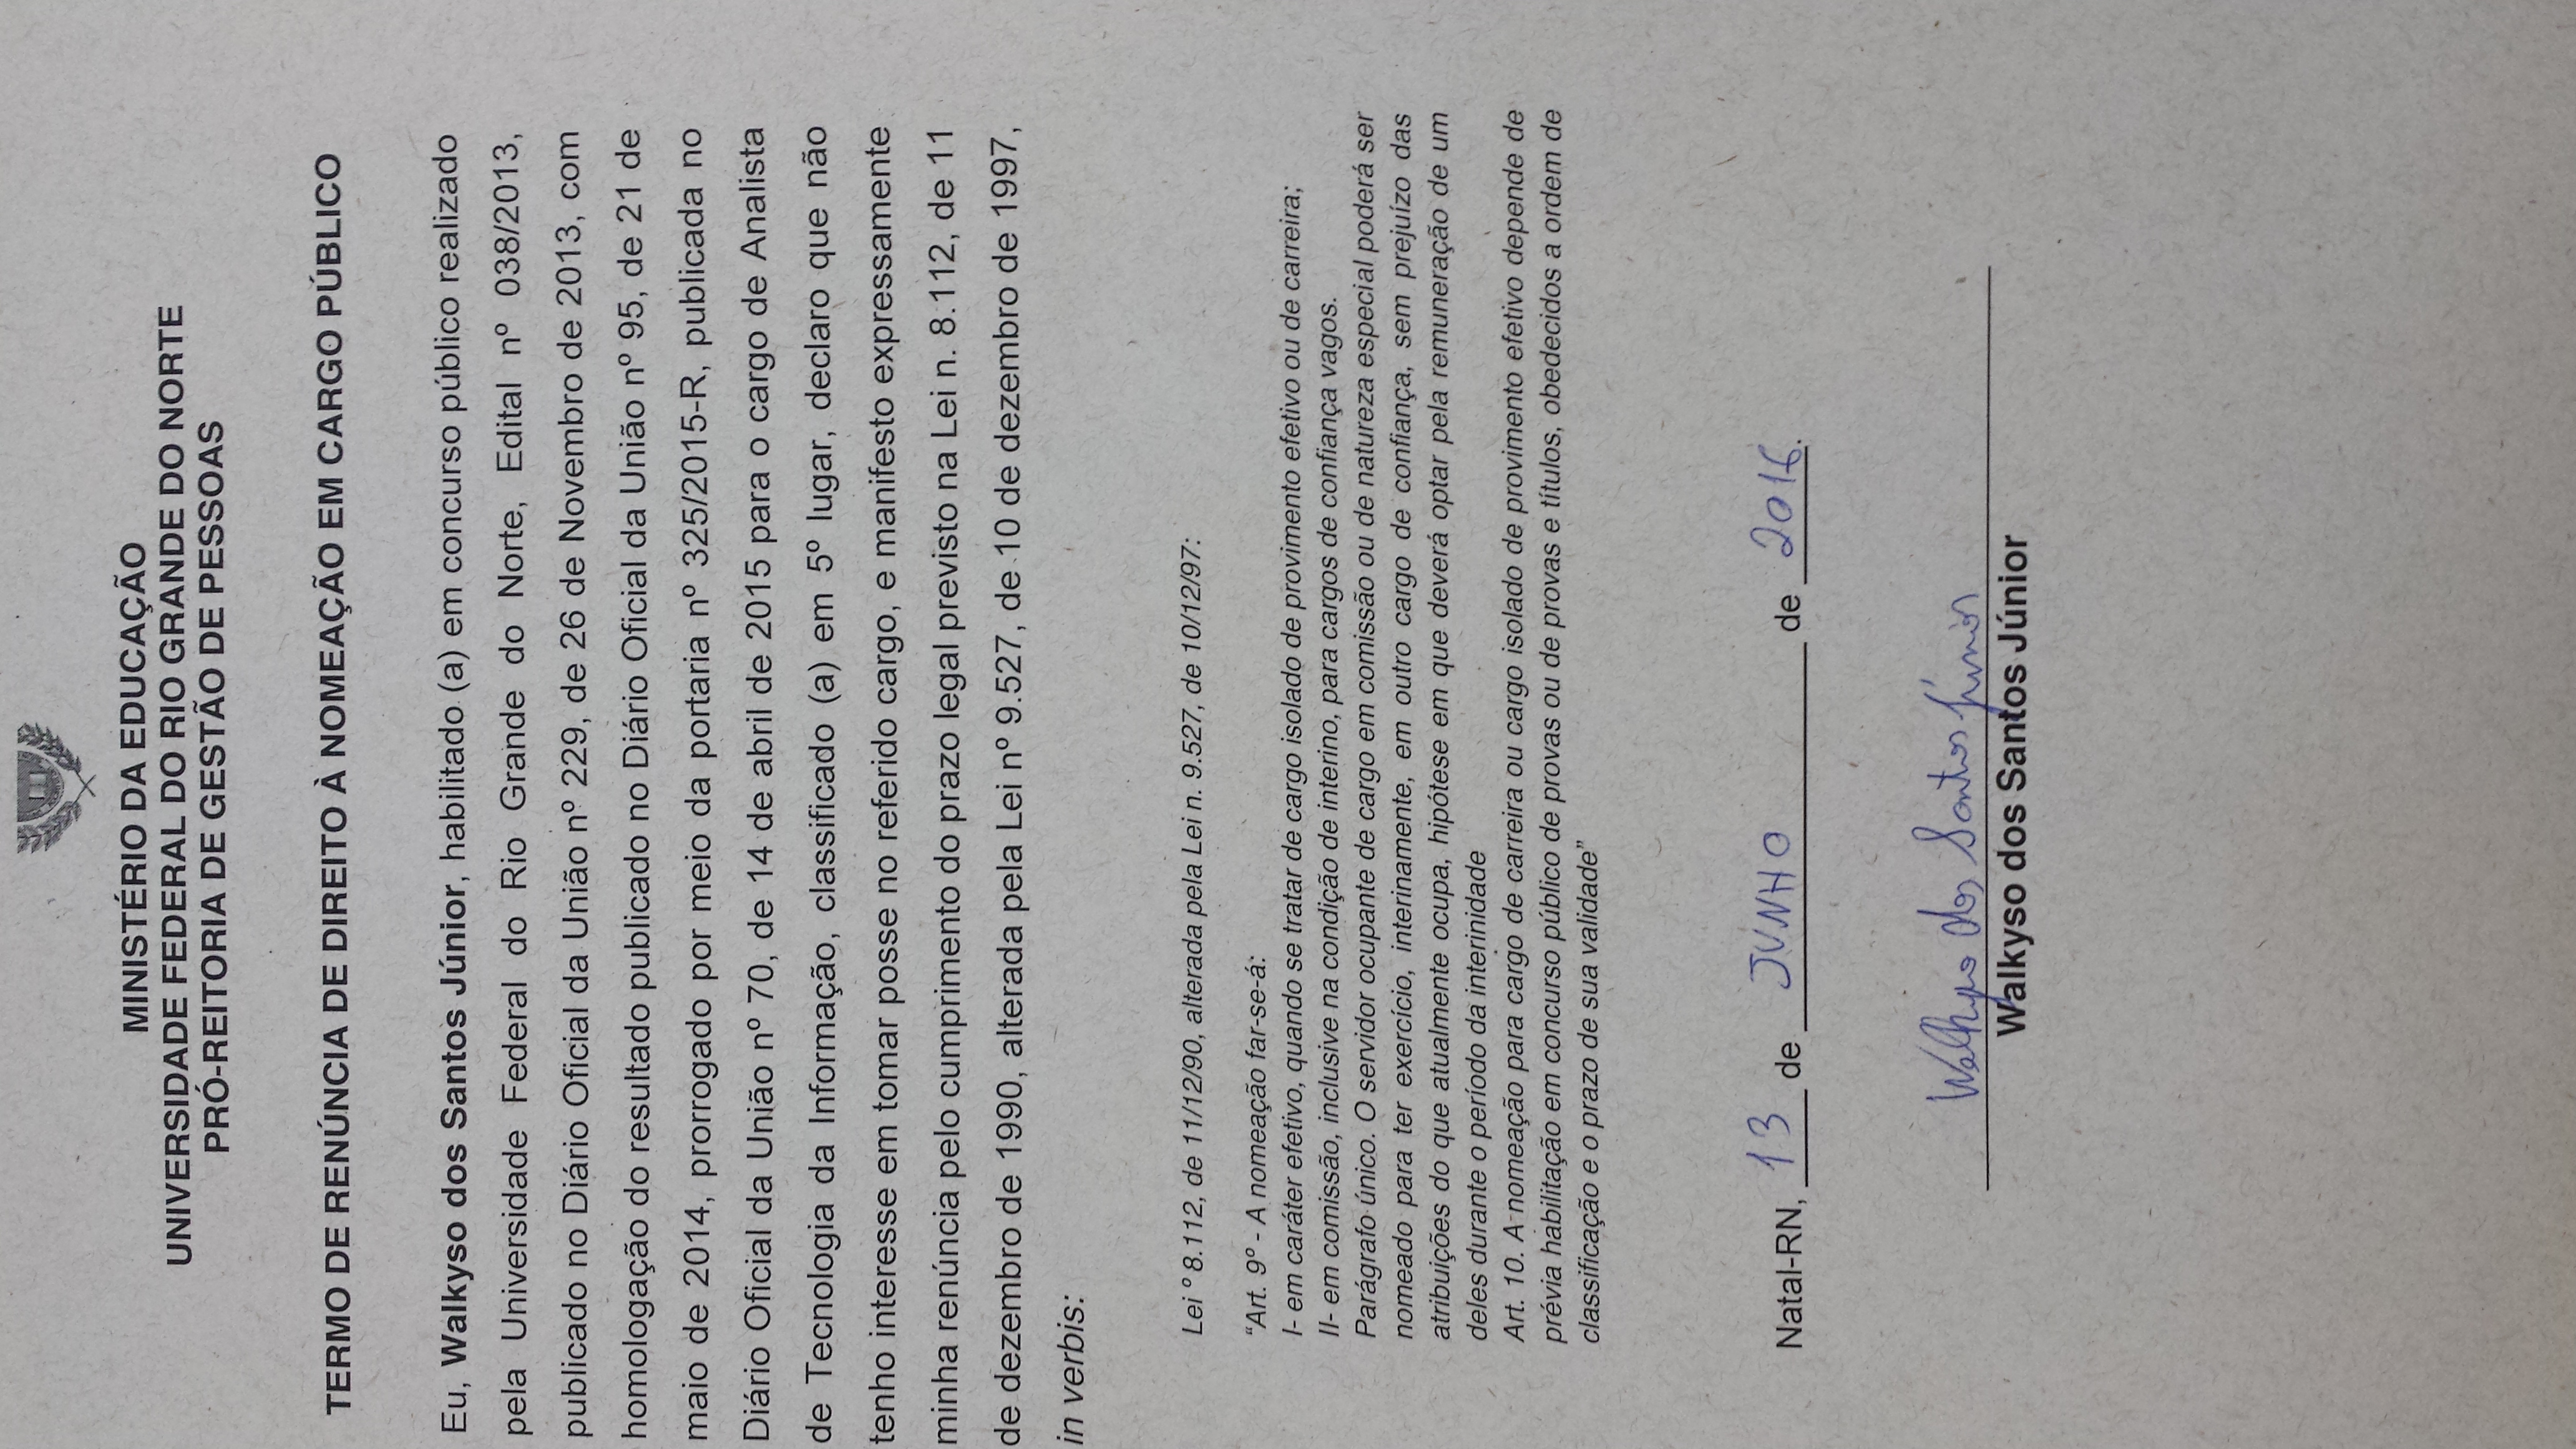 MINISTÉRIO DA EDUCAÇÃO
UNIVERSIDADE FEDERAL DO RIO GRANDE DO NORTE
PRÓ-REITORIA DE GESTÃO DE PESSOAS
TERMO DE RENÚNCIA DE DIREITO À NOMEAÇÃO EM CARGO PÚBLICO
Eu, Walkyso dos Santos Júnior, habilitado (a) em concurso público realizado
pela Universidade Federal do Rio Grande do Norte, Edital nº 038/2013,
publicado no Diário Oficial da União nº 229, de 26 de Novembro de 2013, com
homologação do resultado publicado no Diário Oficial da União nº 95, de 21 de
maio de 2014, prorrogado por meio da portaria nº 325/2015-R, publicada no
Diário Oficial da União nº 70, de 14 de abril de 2015 para o cargo de Analista
de Tecnologia da Informação, classificado (a) em 5º lugar, declaro que não
tenho interesse em tomar posse no referido cargo, e manifesto expressamente
minha renúncia pelo cumprimento do prazo legal previsto na Lei n. 8.112, de 11
de dezembro de 1990, alterada pela Lei nº 9.527, de 10 de dezembro de 1997,
in verbis:
Lei º 8.112, de 11/12/90, alterada pela Lei n. 9.527, de 10/12/97:
“Art. 9º - A nomeação far-se-á:
I- em caráter efetivo, quando se tratar de cargo isolado de provimento efetivo ou de carreira;
II- em comissão, inclusive na condição de interino, para cargos de confiança vagos.
Parágrafo único. O servidor ocupante de cargo em comissão ou de natureza especial poderá ser
nomeado para ter exercício, interinamente, em outro cargo de confiança, sem prejuízo das
atribuições do que atualmente ocupa, hipótese em que deverá optar pela remuneração de um
deles durante o período da interinidade
Art. 10. A nomeação para cargo de carreira ou cargo isolado de provimento efetivo depende de
prévia habilitação em concurso público de provas ou de provas e títulos, obedecidos a ordem de
classificação e o prazo de sua validade”
Natal-RN, 13 de JUNHO de 2016.
Walkyso dos Santos Júnior
Walkyso dos Santos Júnior